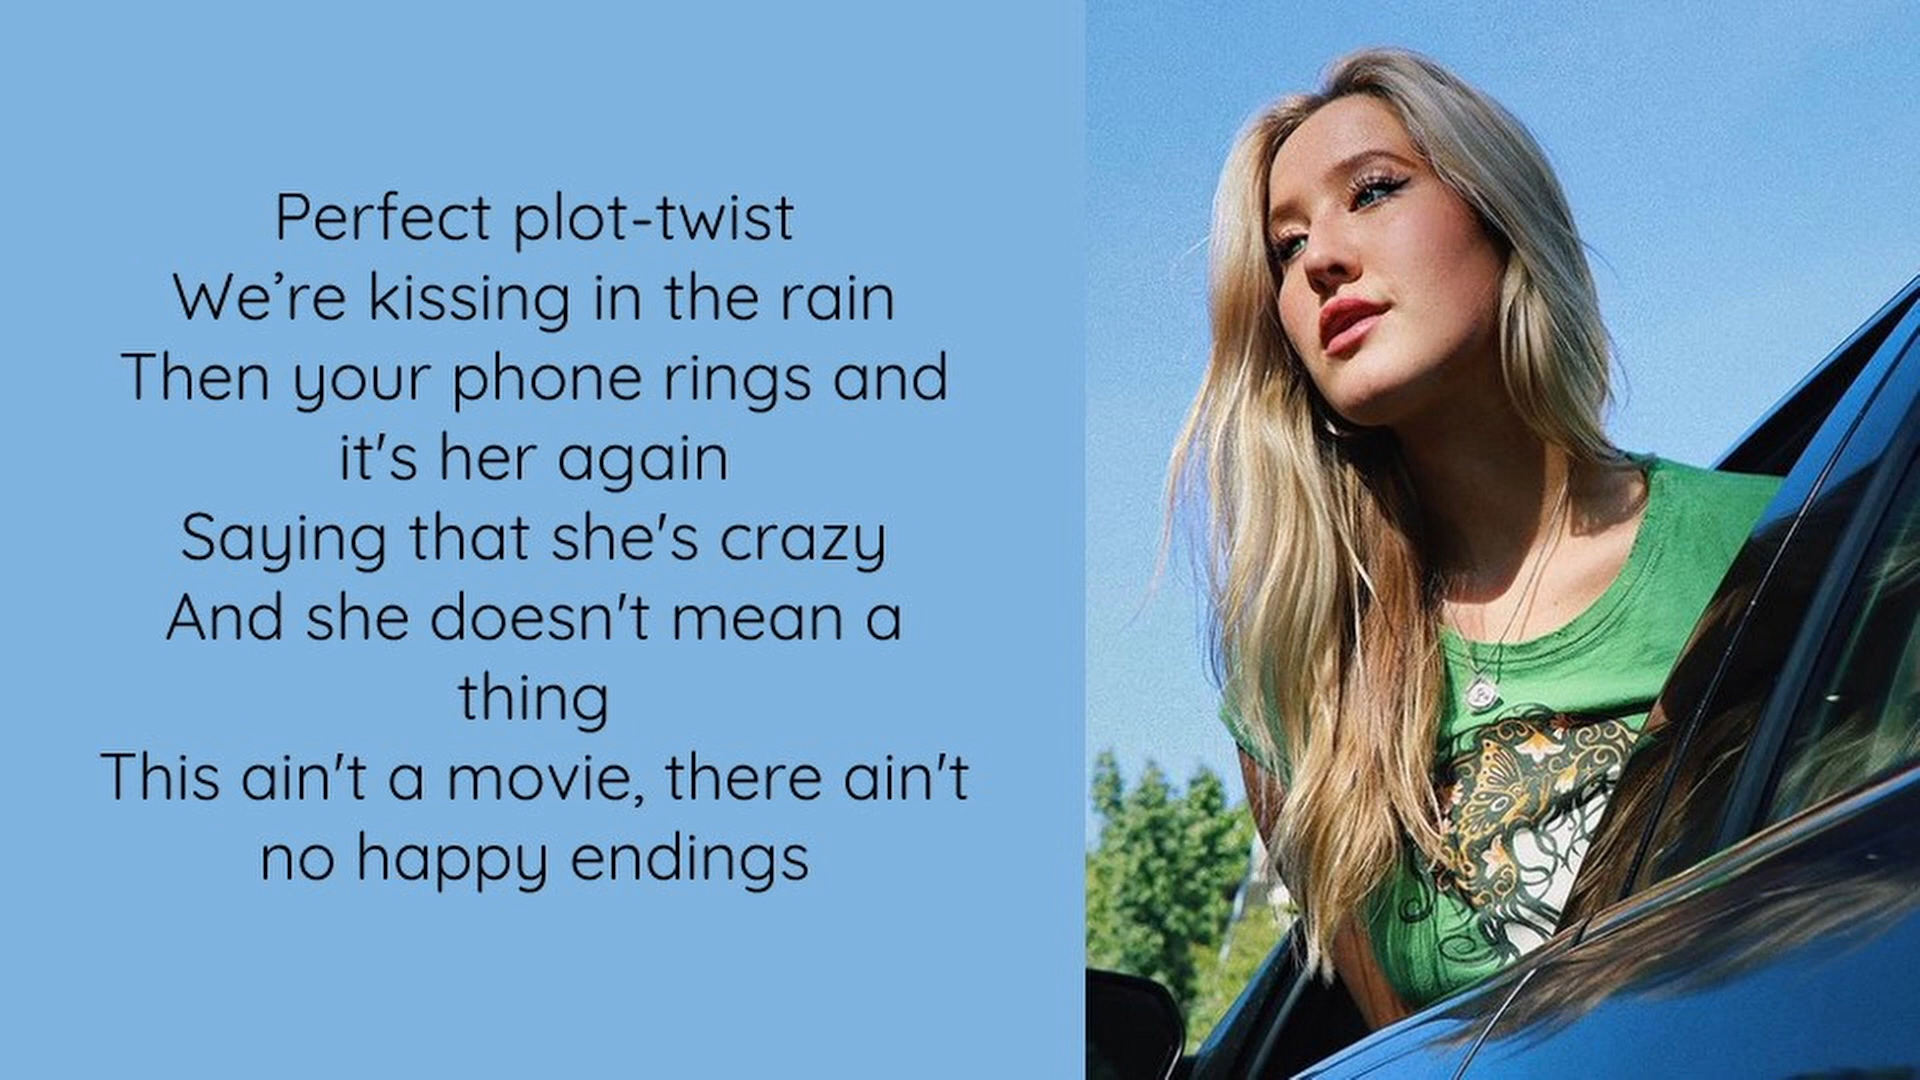 Perfect plot-twist
We’re kissing in the rain
Then your phone rings and
it's her again
Saying that she's crazy
And she doesn't mean a
thing
This ain't a movie, there ain't
no happy endings